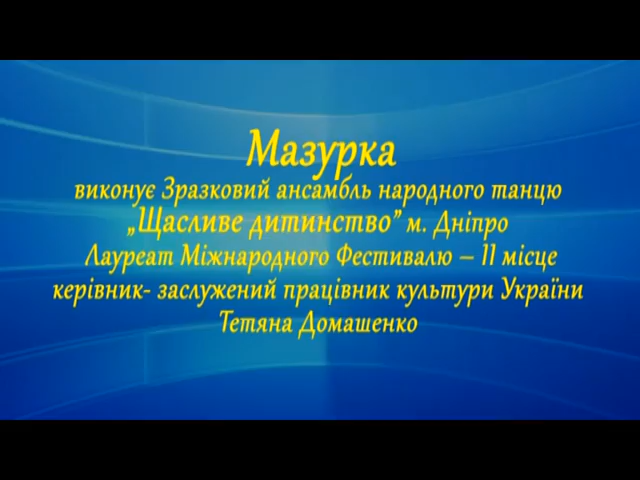 Мазурка
виконує Зразковий ансамбль народного танцю
„Щасливе дитинство” м. Дніпро
Лауреат Міжнародного Фестивалю – II місце
керівник- заслужений працівник культури України
Тетяна Домашенко